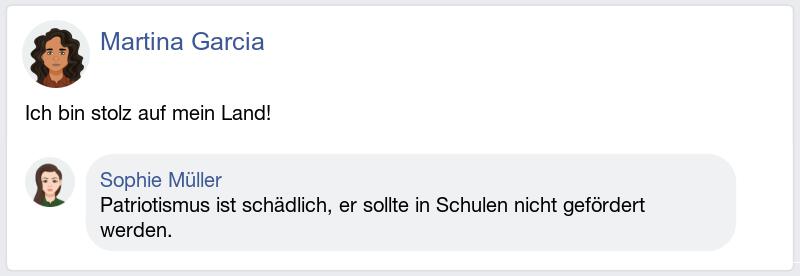 Martina Garcia
Ich bin stolz auf mein Land!
Sophie Müller
Patriotismus ist schädlich, er sollte in Schulen nicht gefördert
werden.